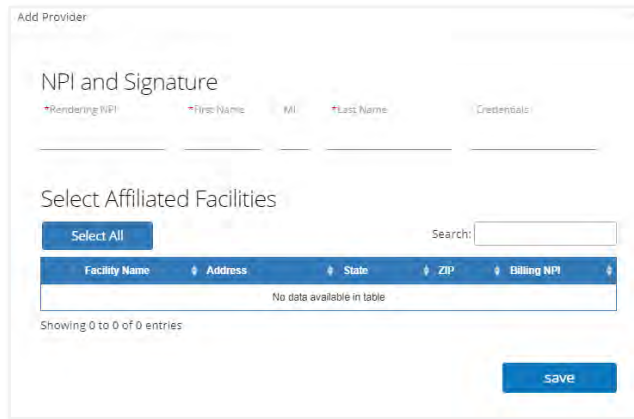 Add Provider
NPI and Signature
*Rendering NPI *First Name MI *Last Name Credentials
Select Affiliated Facilities
Select All Search:
Facility Name Address State ZIP Billing NPI
No data available in table
Showing 0 to 0 of 0 entries
save